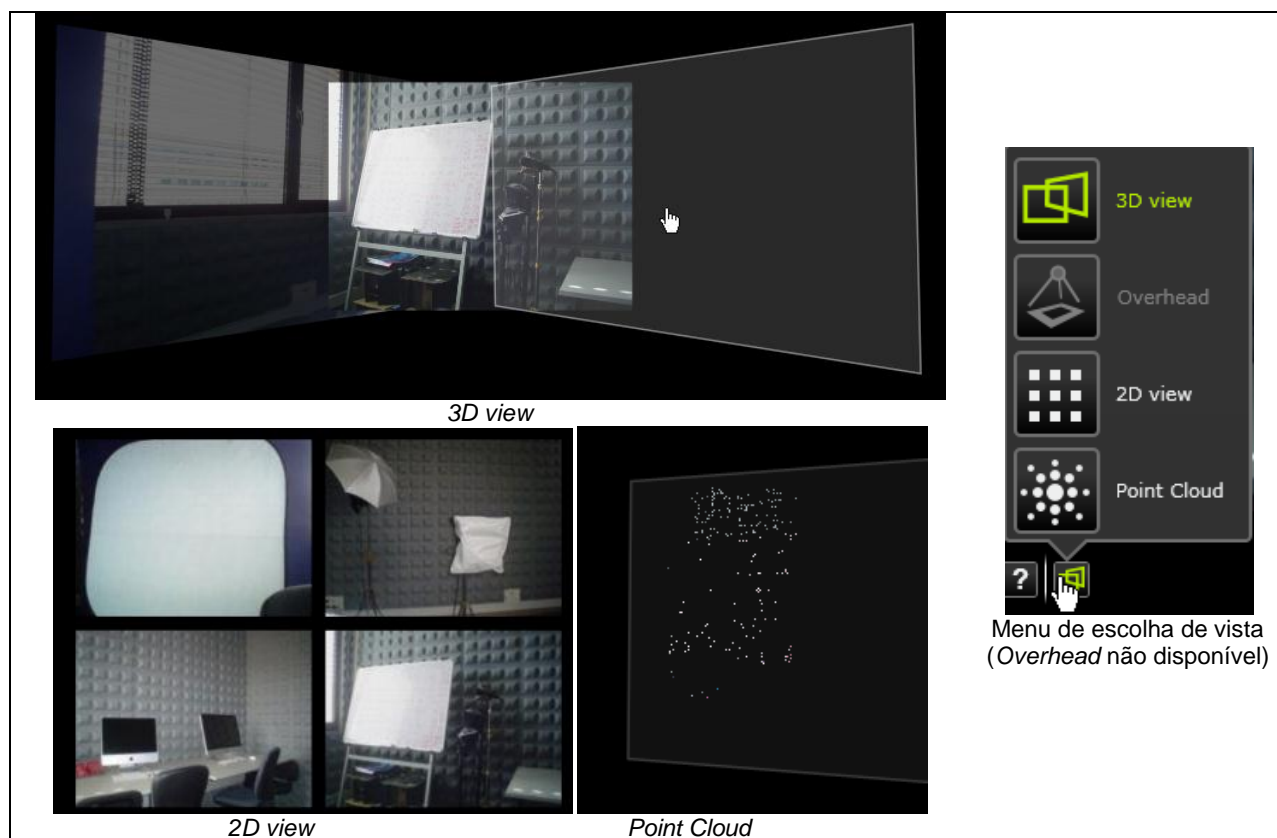 3D view
2D view
Point Cloud
3D view
Overhead
2D view
Point Cloud
?
Menu de escolha de vista
(Overhead não disponível)